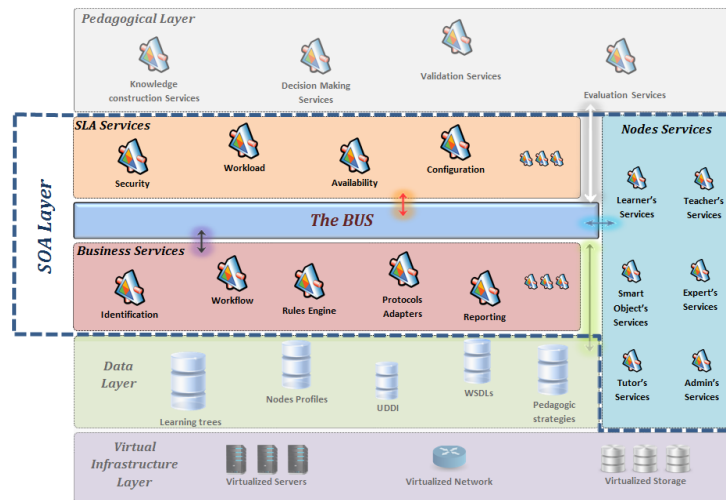 Pedagogical Layer
Knowledge
construction Services
Decision Making
Services
Validation Services
Evaluation Services
SOA Layer
SLA Services
Security
Workload
Availability
Configuration
Nodes Services
Learner's
Services
Teacher's
Services
The BUS
Business Services
Identification
Workflow
Rules Engine
Protocols
Adapters
Reporting
Smart
Object's
Services
Expert's
Services
Tutor's
Services
Admin's
Services
Data
Layer
Learning trees
Nodes Profiles
UDDI
WSDLs
Pedagogic
strategies
Virtual
Infrastructure
Layer
Virtualized Servers
Virtualized Network
Virtualized Storage